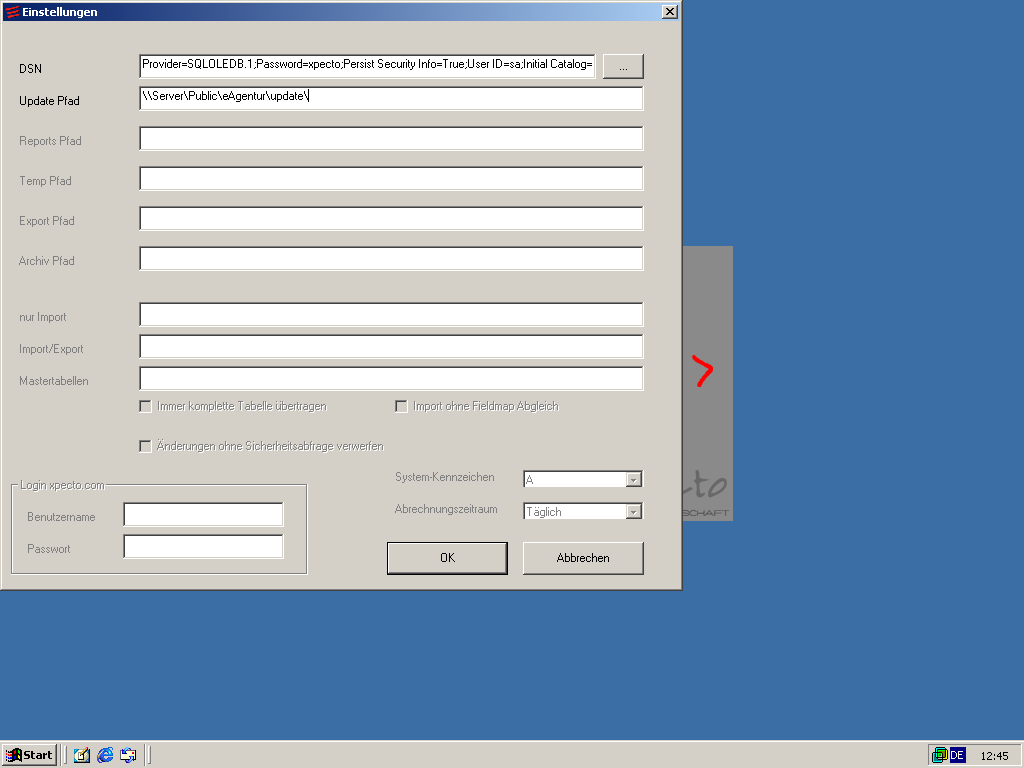 Einstellungen
DSN
Provider=SQLOLEDB.1;Password=xpecto;Persist Security Info=True;User ID=sa;Initial Catalog=
...
Update Pfad
\\Server\Public\eAgentur\update\
Reports Pfad
Temp Pfad
Export Pfad
Archiv Pfad
nur Import
Import/Export
Mastertabellen
Immer komplette Tabelle übertragen
Import ohne Fieldmap Abgleich
Änderungen ohne Sicherheitsabfrage verwerfen
System-Kennzeichen
A
Login xpecto.com
Abrechnungszeitraum
Täglich
Benutzername
Passwort
OK
Abbrechen
cto
SCHAFT
Start
DE
12:45